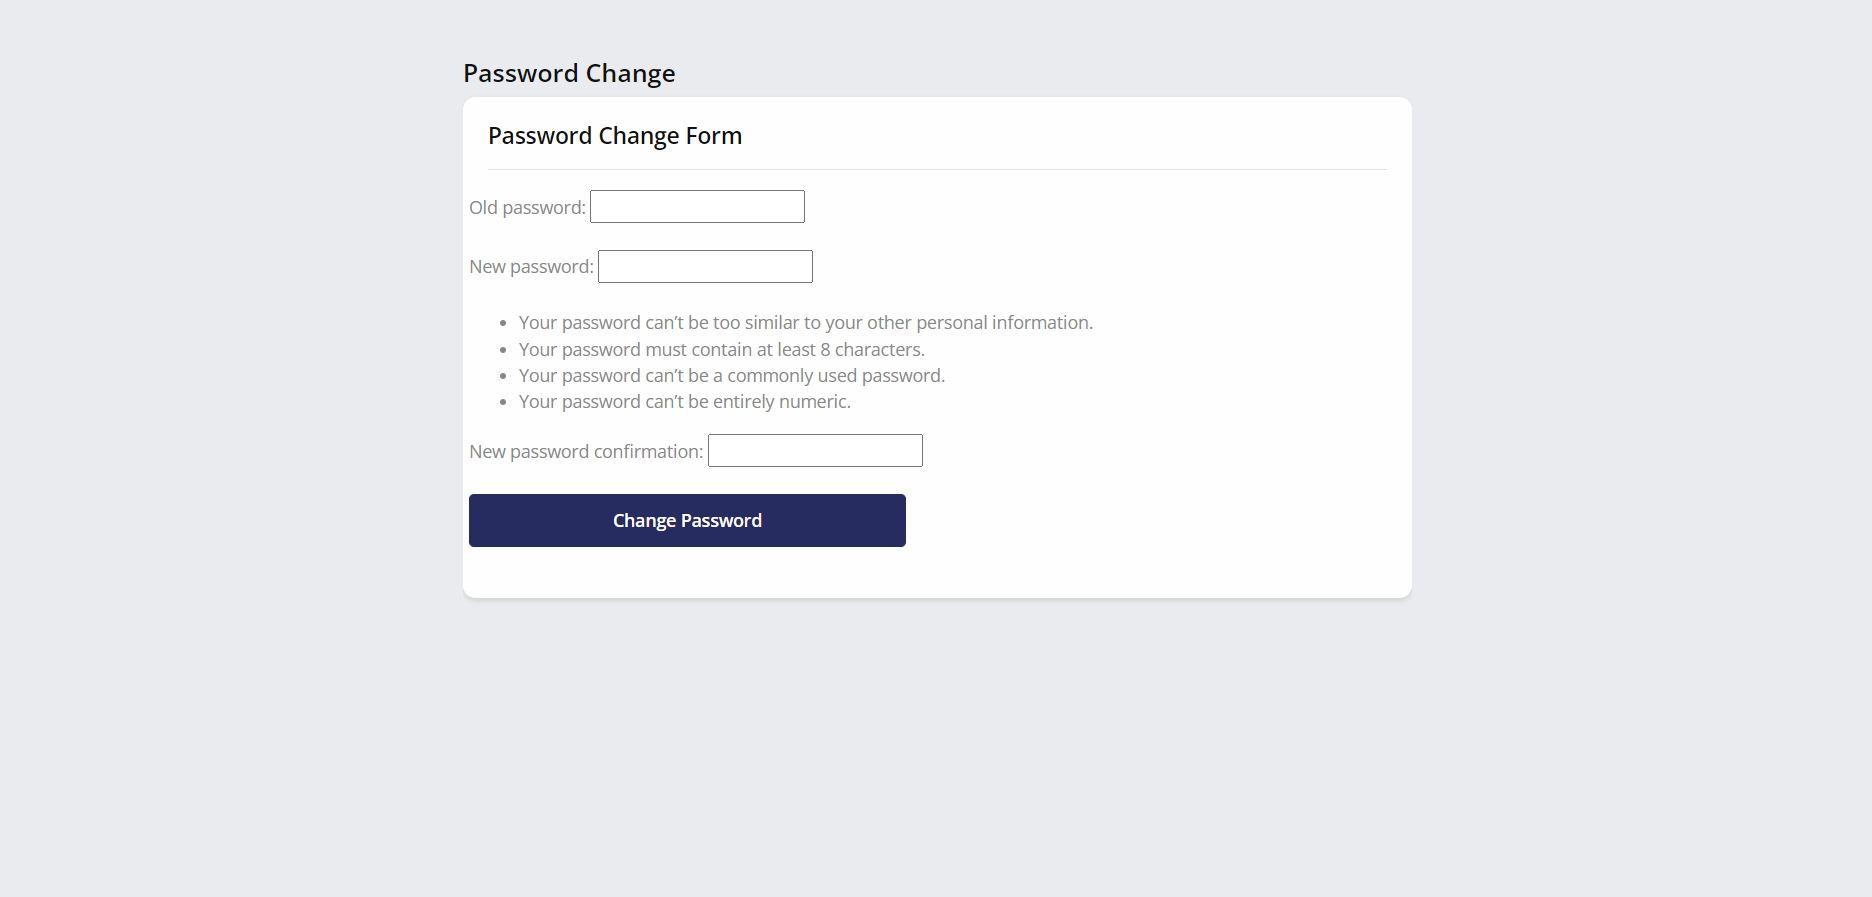 Password Change
Password Change Form
Old password:
New password:
• Your password can’t be too similar to your other personal information.
• Your password must contain at least 8 characters.
• Your password can’t be a commonly used password.
• Your password can’t be entirely numeric.
New password confirmation:
Change Password